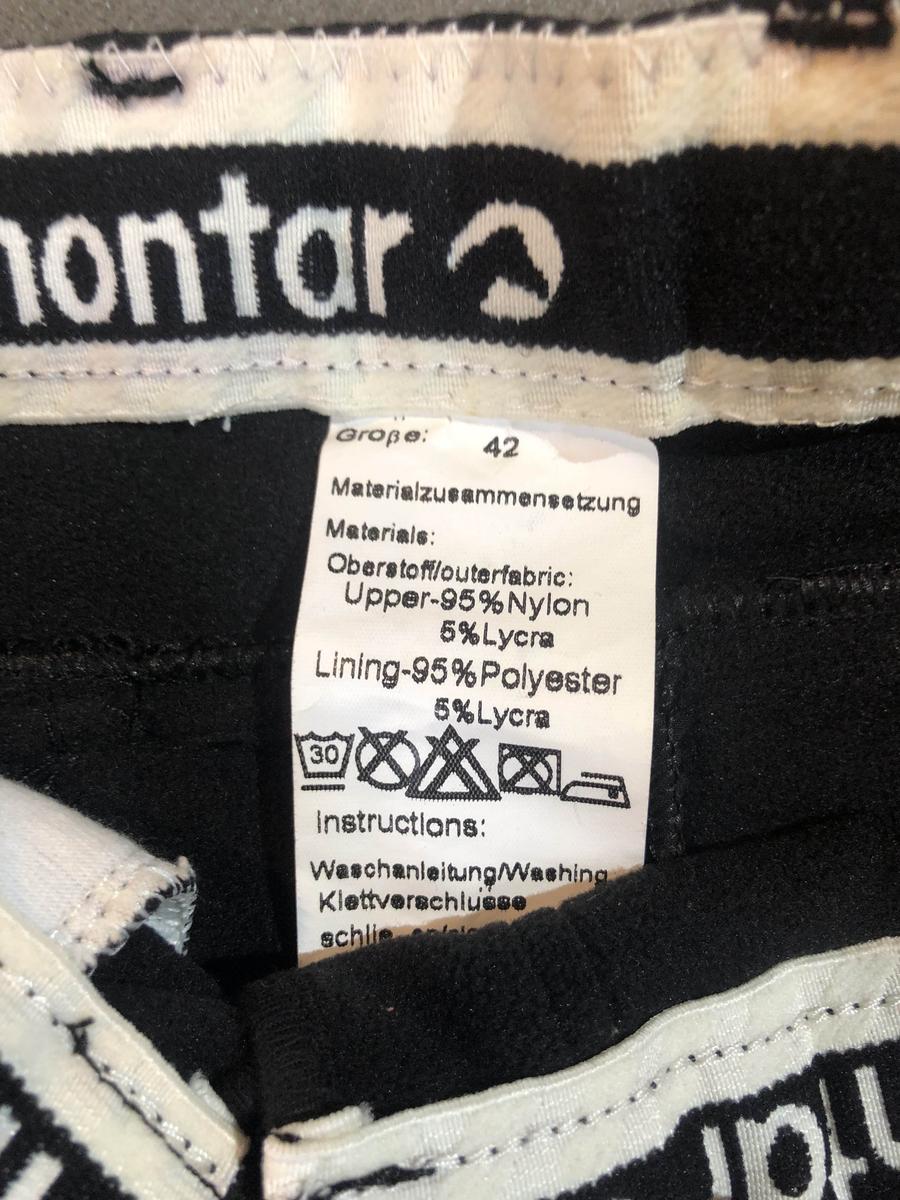 montar
Größe: 42
Materialzusammensetzung
Materials:
Oberstoff/outerfabric:
Upper-95%Nylon
5%Lycra
Lining-95%Polyester
5%Lycra
30
Instructions:
Waschanleitung/Washing
Klettverschlüsse